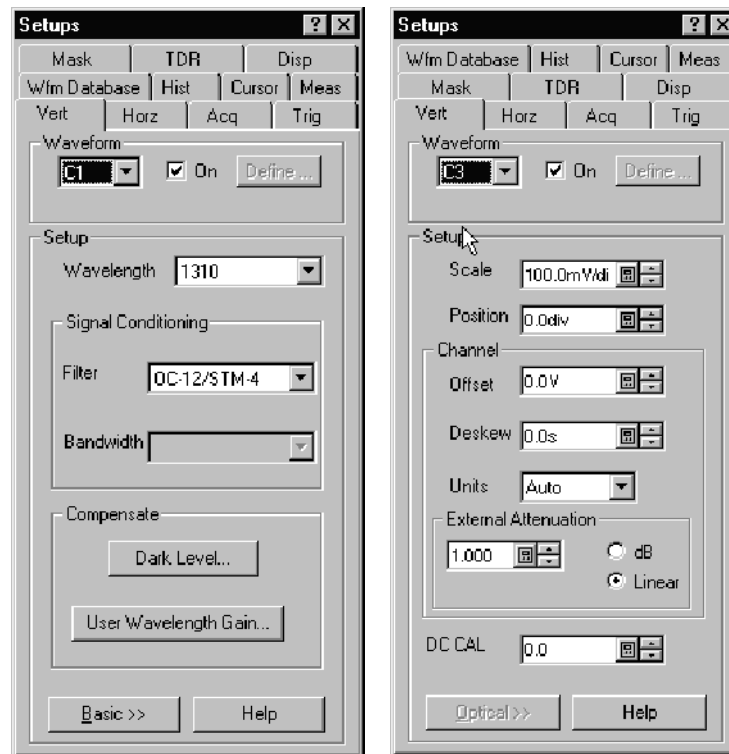 Setups
Mask TDR Disp
Wfm Database Hist Cursor Meas
Vert Horz Acq Trig
Waveform
C1 On Define ...
Setup
Wavelength 1310
Signal Conditioning
Filter OC-12/STM-4
Bandwidth
Compensate
Dark Level...
User Wavelength Gain...
Basic >> Help
Setups
Wfm Database Hist Cursor Meas
Mask TDR Disp
Vert Horz Acq Trig
Waveform
C3 On Define ...
Setup
Scale 100.0mV/di
Position 0.0div
Channel
Offset 0.0V
Deskew 0.0s
Units Auto
External Attenuation
1.000 dB
Linear
DC CAL 0.0
Optical >> Help